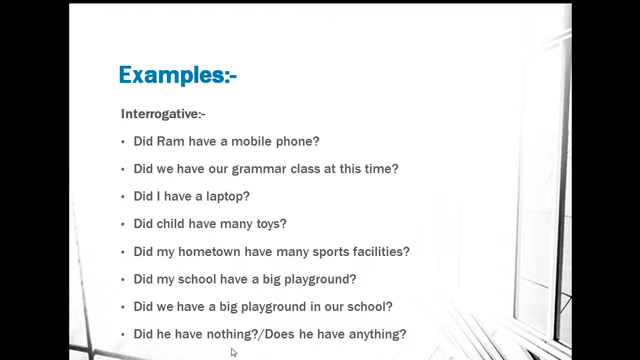 Examples:-
Interrogative:-
• Did Ram have a mobile phone?
• Did we have our grammar class at this time?
• Did I have a laptop?
• Did child have many toys?
• Did my hometown have many sports facilities?
• Did my school have a big playground?
• Did we have a big playground in our school?
• Did he have nothing?/Does he have anything?